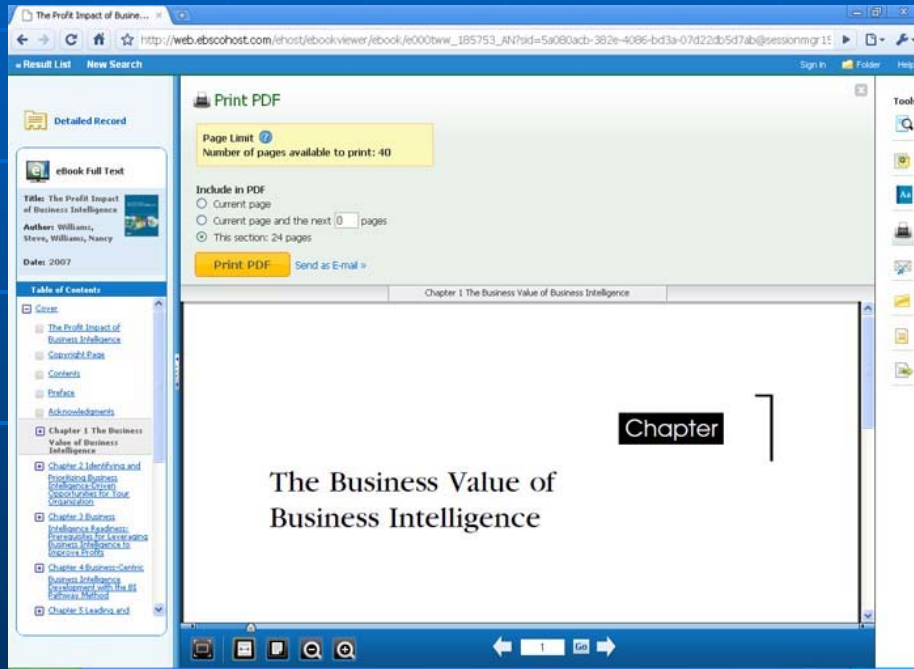 The Profit Impact of Busine...
http://web.ebscohost.com/ehost/ebookviewer/ebook/e000tww_185753_AN?sid=5a080acb-382e-4086-bd3a-07d22db5d7ab@sessionmgr15
« Result List New Search
Sign In Folder Help
Detailed Record
eBook Full Text
Title: The Profit Impact
of Business Intelligence
Author: Williams,
Steve, Williams, Nancy
Date: 2007
Table of Contents
Cover
The Profit Impact of
Business Intelligence
Copyright Page
Contents
Preface
Acknowledgments
Chapter 1 The Business
Value of Business
Intelligence
Chapter 2 Identifying and
Prioritizing Business
Intelligence-Driven
Opportunities for Your
Organization
Chapter 3 Business
Intelligence Readiness:
Prerequisites for Leveraging
Business Intelligence to
Improve Profits
Chapter 4 Business-Centric
Business Intelligence
Development with the BI
Pathway Method
Chapter 5 Leading and
Print PDF
Page Limit ?
Number of pages available to print: 40
Include in PDF
Current page
Current page and the next 0 pages
This section: 24 pages
Print PDF Send as E-mail »
Chapter 1 The Business Value of Business Intelligence
Chapter
The Business Value of
Business Intelligence
1 Go
Tools
Aa